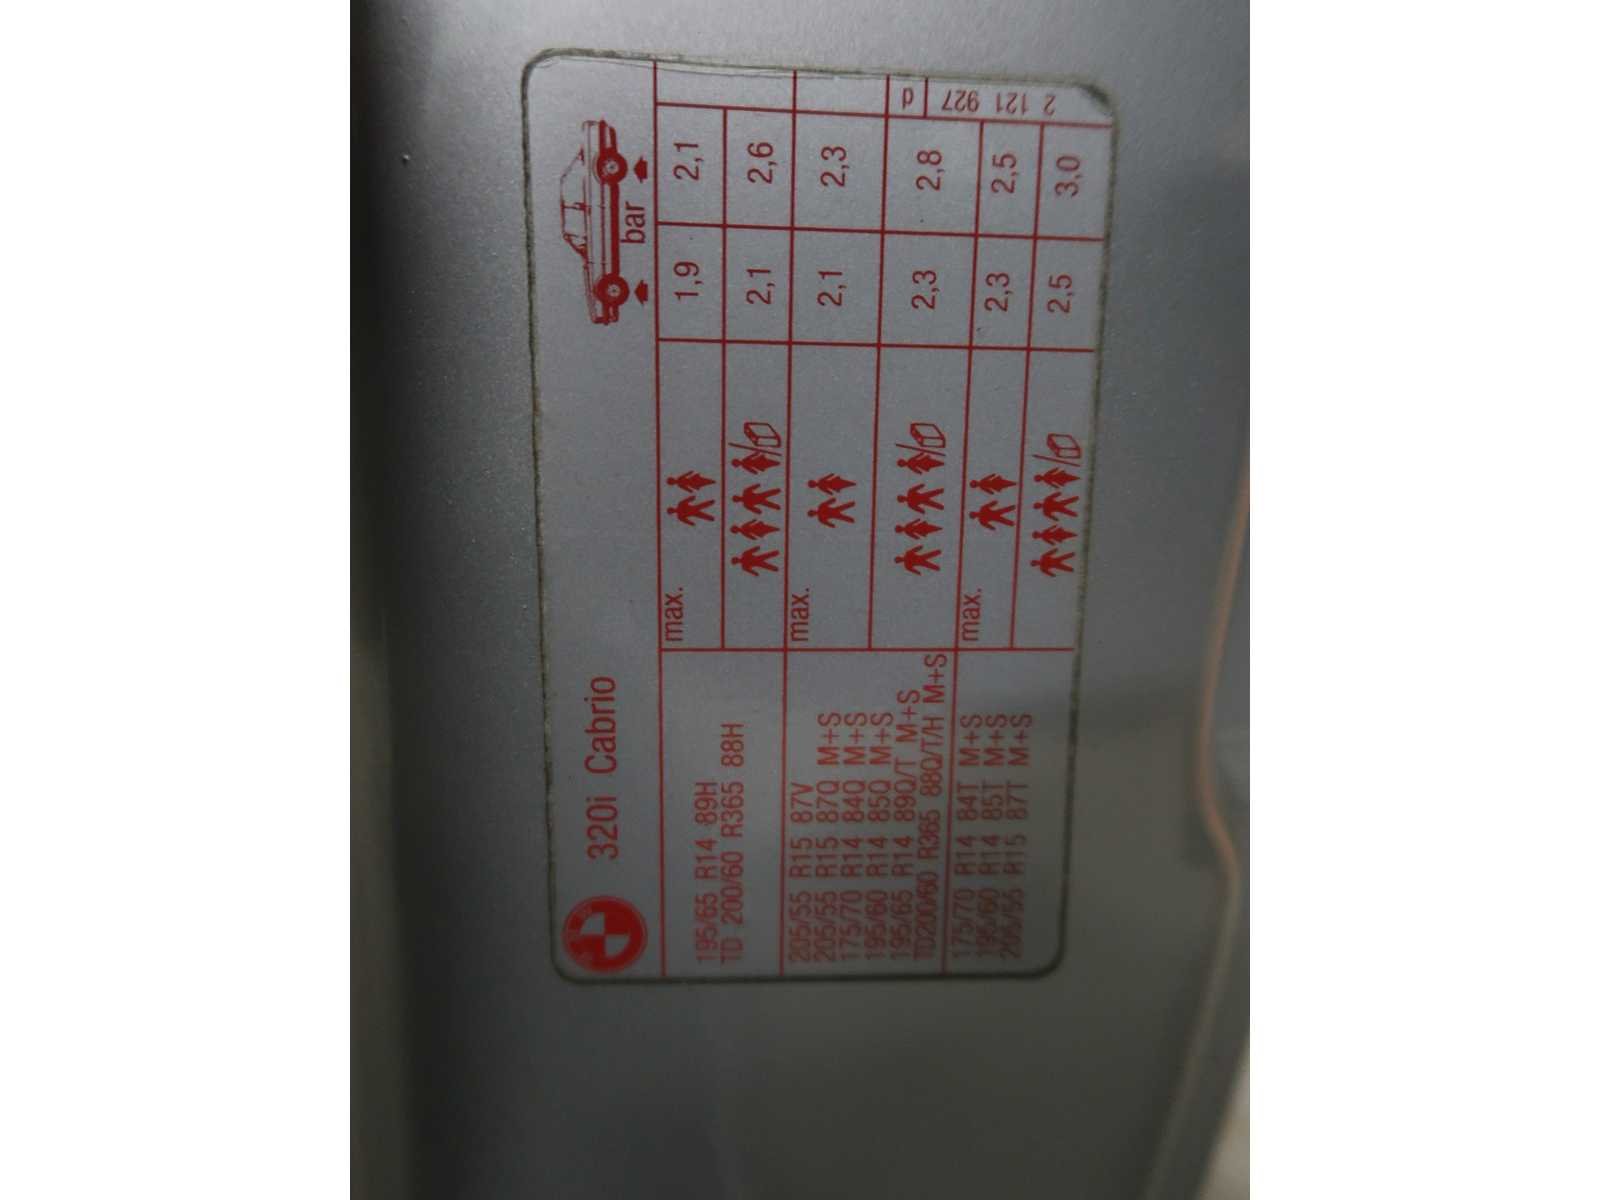 320i Cabrio
bar
195/65 R14 89H
TD 200/60 R365 88H
max.
1,9 2,1
2,1 2,6
205/55 R15 87V
205/55 R15 87Q M+S
175/70 R14 84Q M+S
195/60 R14 85Q M+S
195/65 R14 89Q/T M+S
TD200/60 R365 88Q/T/H M+S
max.
2,1 2,3
2,3 2,8
175/70 R14 84T M+S
195/60 R14 85T M+S
205/55 R15 87T M+S
max.
2,3 2,5
2,5 3,0
2 121 927 d